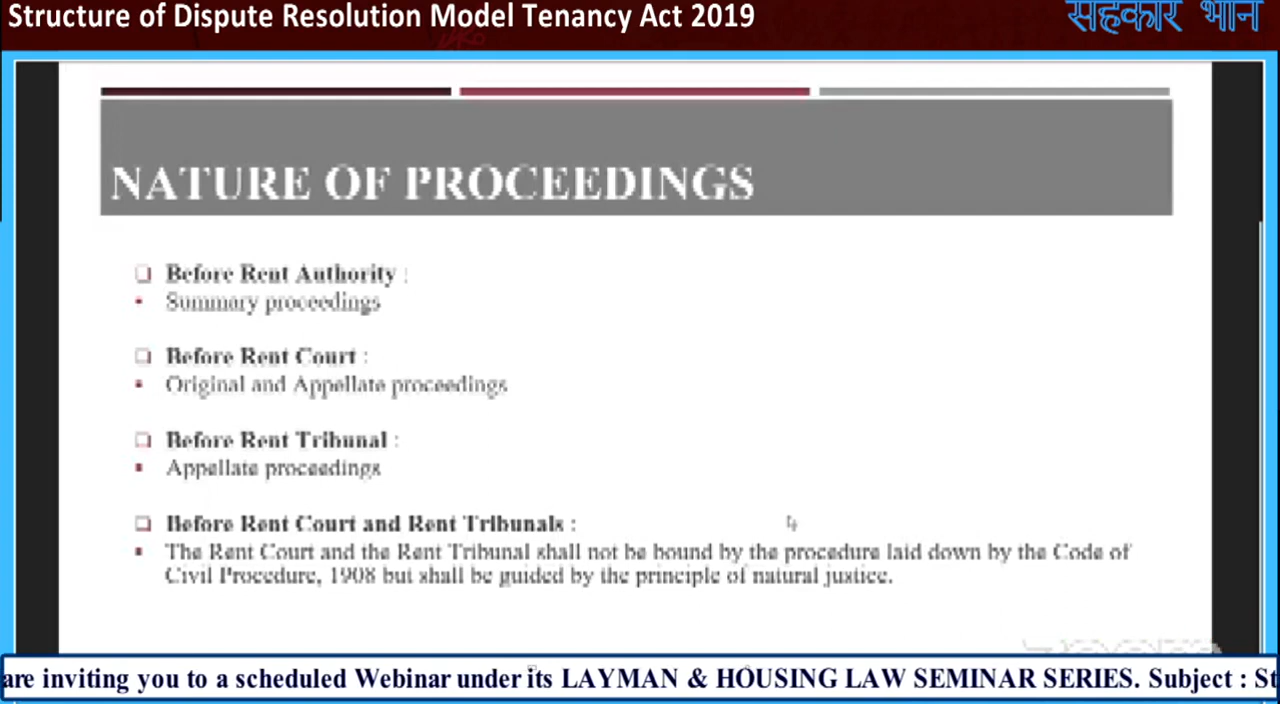 Structure of Dispute Resolution Model Tenancy Act 2019
सहकार भान
NATURE OF PROCEEDINGS
Before Rent Authority :
Summary proceedings
Before Rent Court :
Original and Appellate proceedings
Before Rent Tribunal :
Appellate proceedings
Before Rent Court and Rent Tribunals :
The Rent Court and the Rent Tribunal shall not be bound by the procedure laid down by the Code of
Civil Procedure, 1908 but shall be guided by the principle of natural justice.
are inviting you to a scheduled Webinar under its LAYMAN & HOUSING LAW SEMINAR SERIES. Subject : St